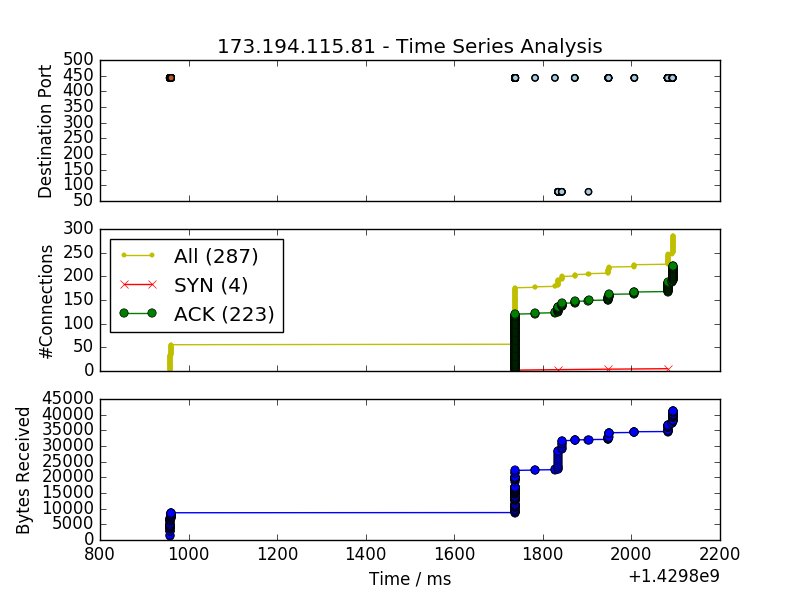 173.194.115.81 - Time Series Analysis
500
450
400
350
300
250
200
150
100
50
Destination Port
300
250
200
150
100
50
0
#Connections
All (287)
SYN (4)
ACK (223)
45000
40000
35000
30000
25000
20000
15000
10000
5000
0
Bytes Received
800 1000 1200 1400 1600 1800 2000 2200
Time / ms
+1.4298e9